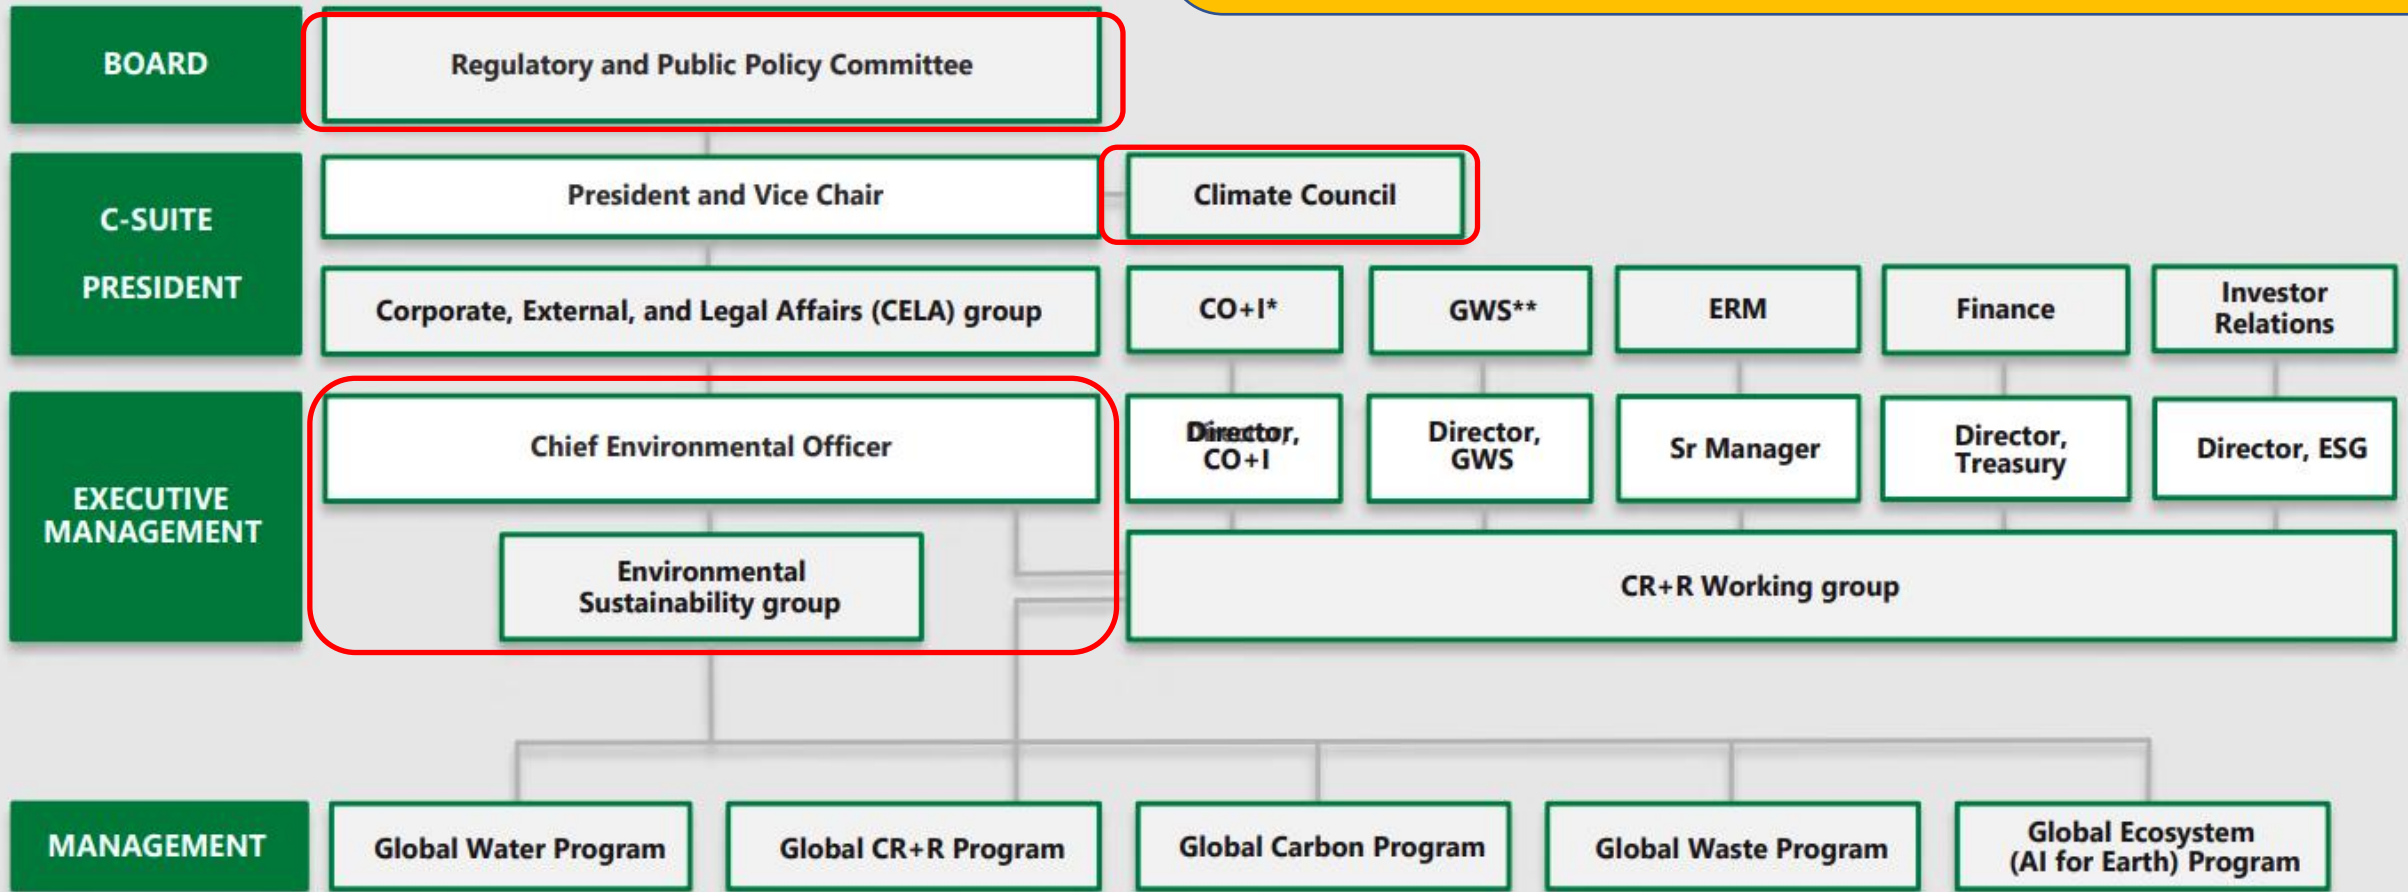 BOARD
Regulatory and Public Policy Committee
C-SUITE
PRESIDENT
President and Vice Chair
Climate Council
Corporate, External, and Legal Affairs (CELA) group
CO+I*
GWS**
ERM
Finance
Investor
Relations
EXECUTIVE
MANAGEMENT
Chief Environmental Officer
Director,
CO+I
Director,
GWS
Sr Manager
Director,
Treasury
Director, ESG
Environmental
Sustainability group
CR+R Working group
MANAGEMENT
Global Water Program
Global CR+R Program
Global Carbon Program
Global Waste Program
Global Ecosystem
(AI for Earth) Program